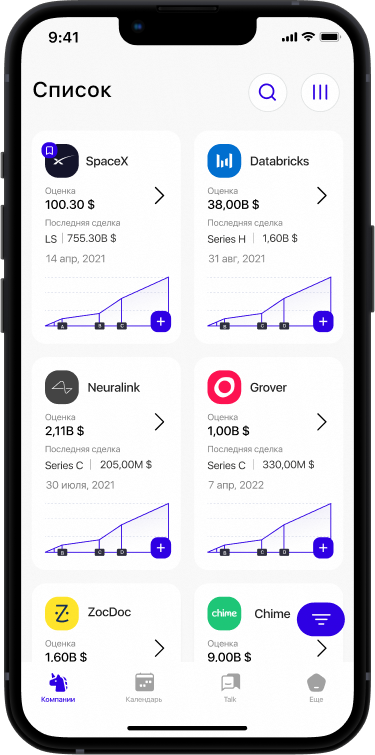 9:41
Список
SpaceX
Оценка
100.30 $
Последняя сделка
LS | 755.30B $
14 апр, 2021
A B C
Databricks
Оценка
38,00B $
Последняя сделка
Series H | 1,60B $
31 авг, 2021
B C D
Neuralink
Оценка
2,11B $
Последняя сделка
Series C | 205,00M $
30 июля, 2021
B C D
Grover
Оценка
1,00B $
Последняя сделка
Series C | 330,00M $
7 апр, 2022
B C D
ZocDoc
Оценка
1.60B $
chime
Chime
Оценка
9.00B $
Компании
Календарь
Talk
Еще